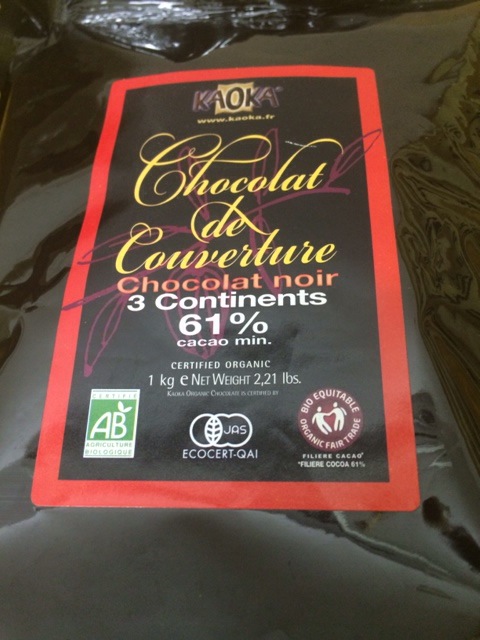 KAOKA®
www.kaoka.fr
Chocolat
de
Couverture
Chocolat noir
3 Continents
61%
cacao min.
CERTIFIED ORGANIC
1 kg e NET WEIGHT 2,21 lbs.
KAOKA ORGANIC CHOCOLATE IS CERTIFIED BY
CERTIFIÉ
AB
AGRICULTURE
BIOLOGIQUE
JAS
ECOCERT-QAI
BIO EQUITABLE
ORGANIC FAIR TRADE
FILIERE CACAO*
*FILIERE COCOA 61%